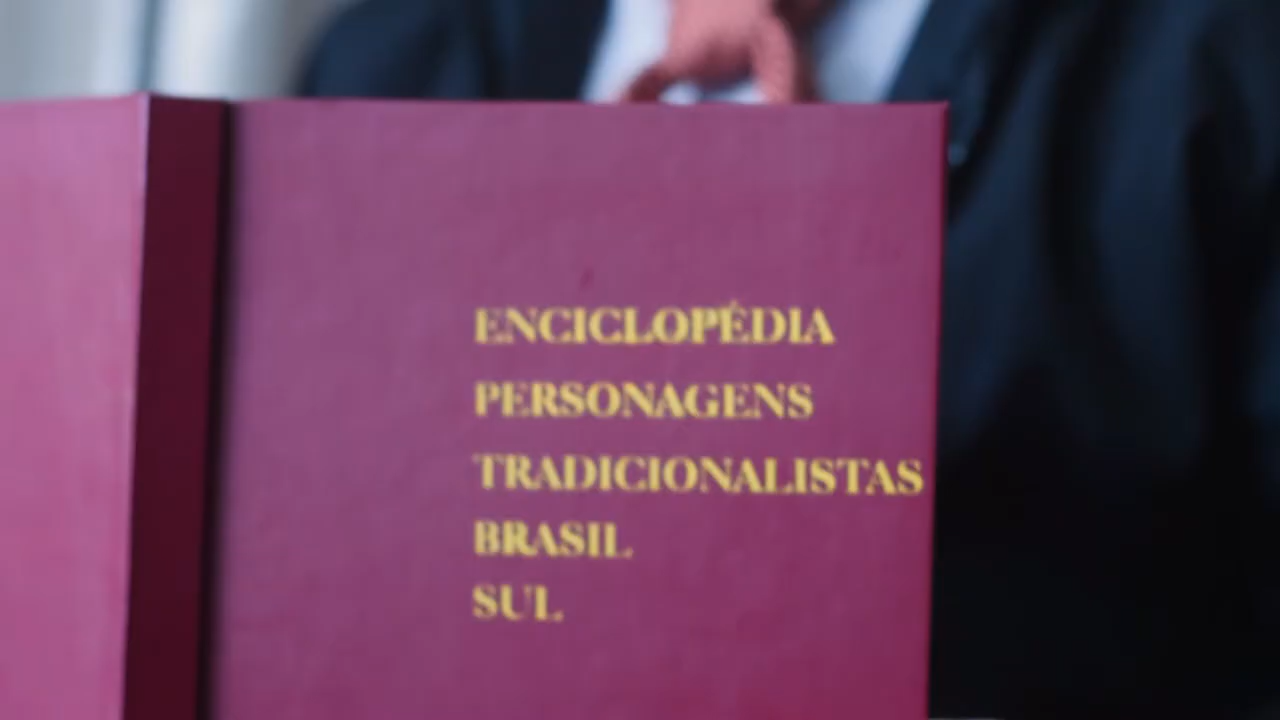 ENCICLOPÉDIA
PERSONAGENS
TRADICIONALISTAS
BRASIL
SUL